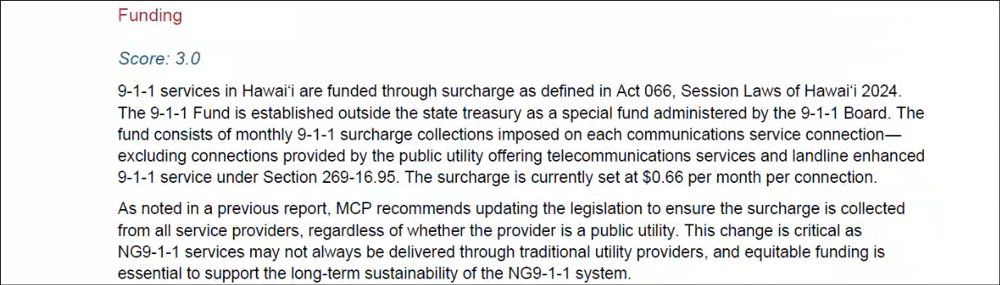 Funding
Score: 3.0
9-1-1 services in Hawaiʻi are funded through surcharge as defined in Act 066, Session Laws of Hawaiʻi 2024.
The 9-1-1 Fund is established outside the state treasury as a special fund administered by the 9-1-1 Board. The
fund consists of monthly 9-1-1 surcharge collections imposed on each communications service connection—
excluding connections provided by the public utility offering telecommunications services and landline enhanced
9-1-1 service under Section 269-16.95. The surcharge is currently set at $0.66 per month per connection.
As noted in a previous report, MCP recommends updating the legislation to ensure the surcharge is collected
from all service providers, regardless of whether the provider is a public utility. This change is critical as
NG9-1-1 services may not always be delivered through traditional utility providers, and equitable funding is
essential to support the long-term sustainability of the NG9-1-1 system.